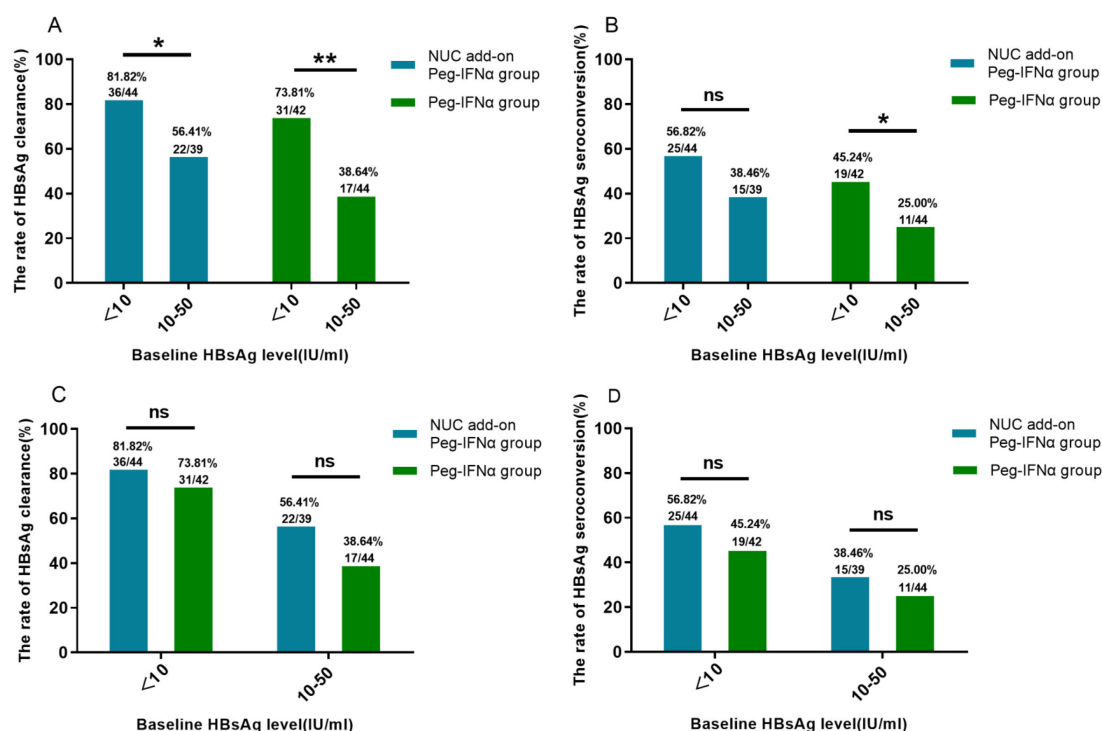 A
The rate of HBsAg clearance(%)
100
80
60
40
20
0
*
**
81.82%
36/44
56.41%
22/39
73.81%
31/42
38.64%
17/44
<10
10-50
<10
10-50
Baseline HBsAg level(IU/ml)
NUC add-on
Peg-IFNα group
Peg-IFNα group
B
The rate of HBsAg seroconversion(%)
100
80
60
40
20
0
ns
*
56.82%
25/44
38.46%
15/39
45.24%
19/42
25.00%
11/44
<10
10-50
<10
10-50
Baseline HBsAg level(IU/ml)
NUC add-on
Peg-IFNα group
Peg-IFNα group
C
The rate of HBsAg clearance(%)
100
80
60
40
20
0
ns
ns
81.82%
36/44
73.81%
31/42
56.41%
22/39
38.64%
17/44
<10
10-50
Baseline HBsAg level(IU/ml)
NUC add-on
Peg-IFNα group
Peg-IFNα group
D
The rate of HBsAg seroconversion(%)
100
80
60
40
20
0
ns
ns
56.82%
25/44
45.24%
19/42
38.46%
15/39
25.00%
11/44
<10
10-50
Baseline HBsAg level(IU/ml)
NUC add-on
Peg-IFNα group
Peg-IFNα group